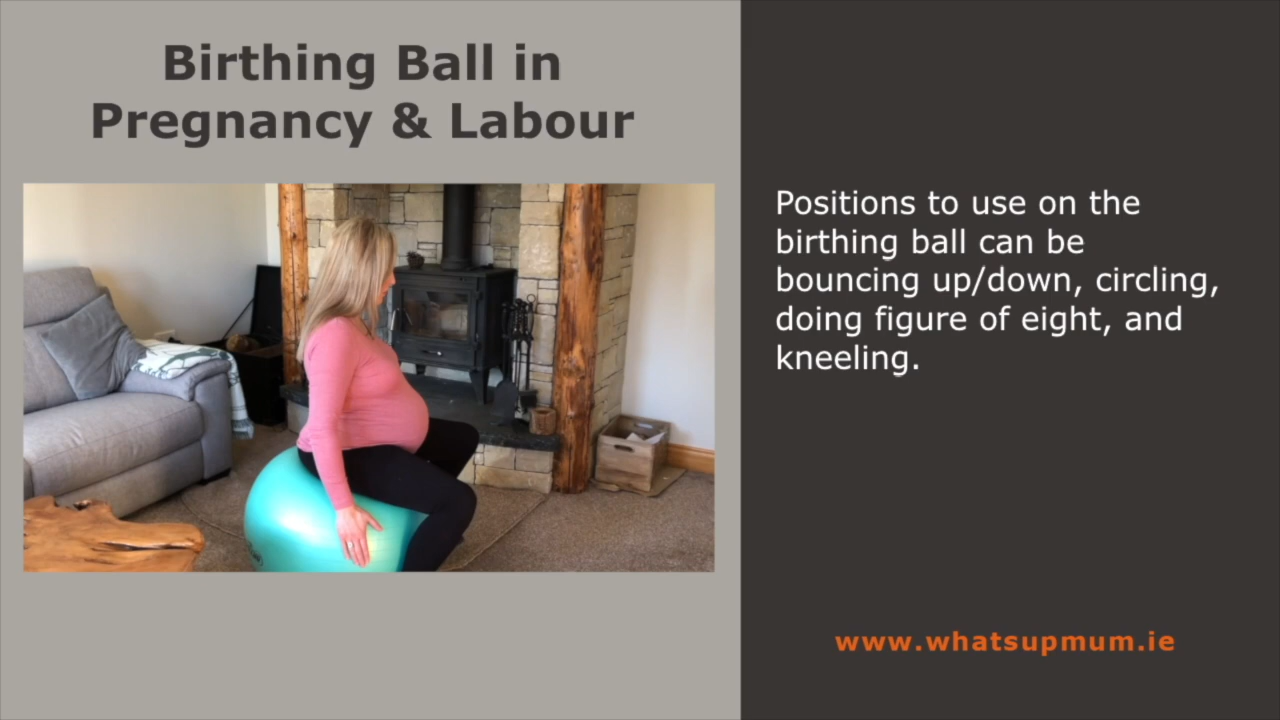 Birthing Ball in
Pregnancy & Labour
Positions to use on the
birthing ball can be
bouncing up/down, circling,
doing figure of eight, and
kneeling.
www.whatsupmum.ie